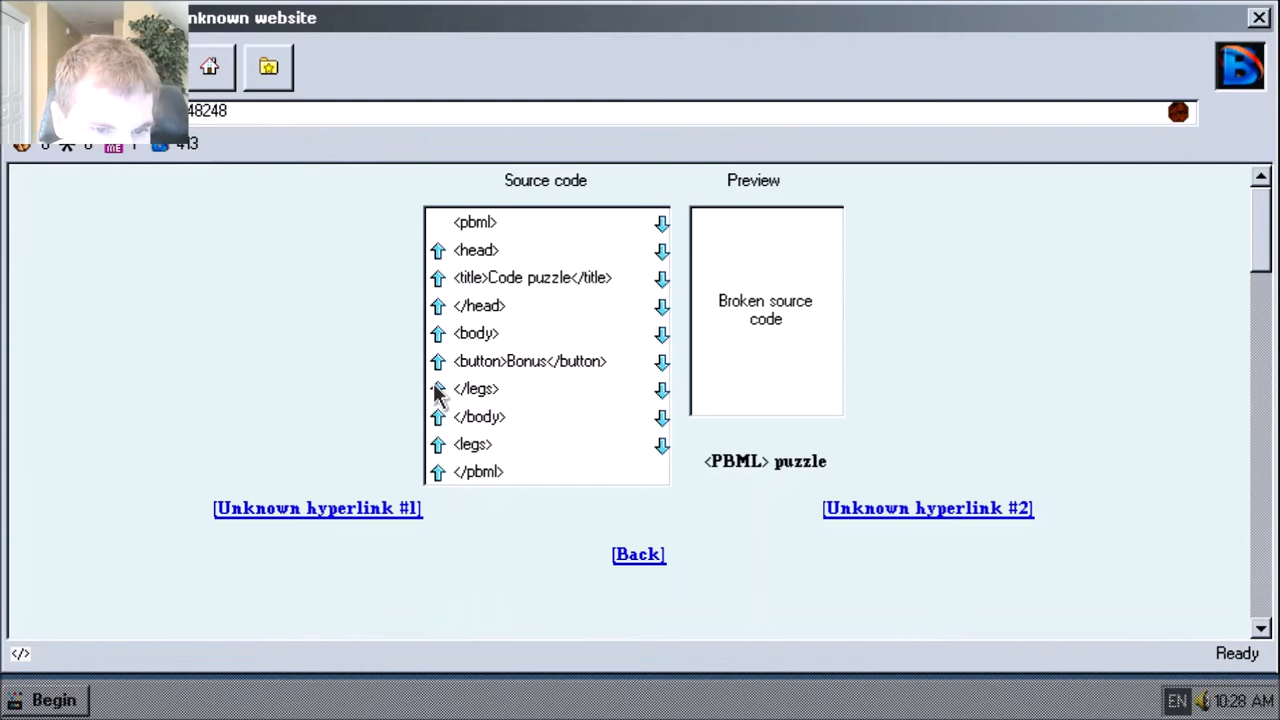 nknown website
48248
413
Source code
Preview
<pbml>
<head>
<title>Code puzzle</title>
</head>
<body>
<button>Bonus</button>
</legs>
</body>
<legs>
</pbml>
Broken source
code
<PBML> puzzle
[Unknown hyperlink #1]
[Unknown hyperlink #2]
[Back]
</>
Ready
Begin
EN
10:28 AM